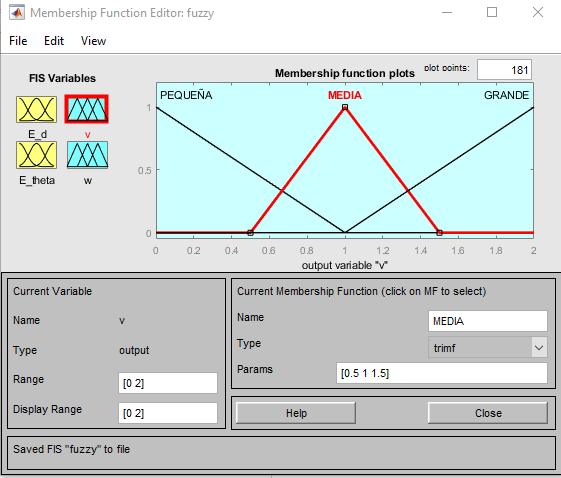 Membership Function Editor: fuzzy
File Edit View
FIS Variables
E_d
v
E_theta
w
Membership function plots
plot points:
181
PEQUEÑA
MEDIA
GRANDE
1
0.5
0
0 0.2 0.4 0.6 0.8 1 1.2 1.4 1.6 1.8 2
output variable "v"
Current Variable
Name v
Type output
Range [0 2]
Display Range [0 2]
Current Membership Function (click on MF to select)
Name MEDIA
Type trimf
Params [0.5 1 1.5]
Help Close
Saved FIS "fuzzy" to file